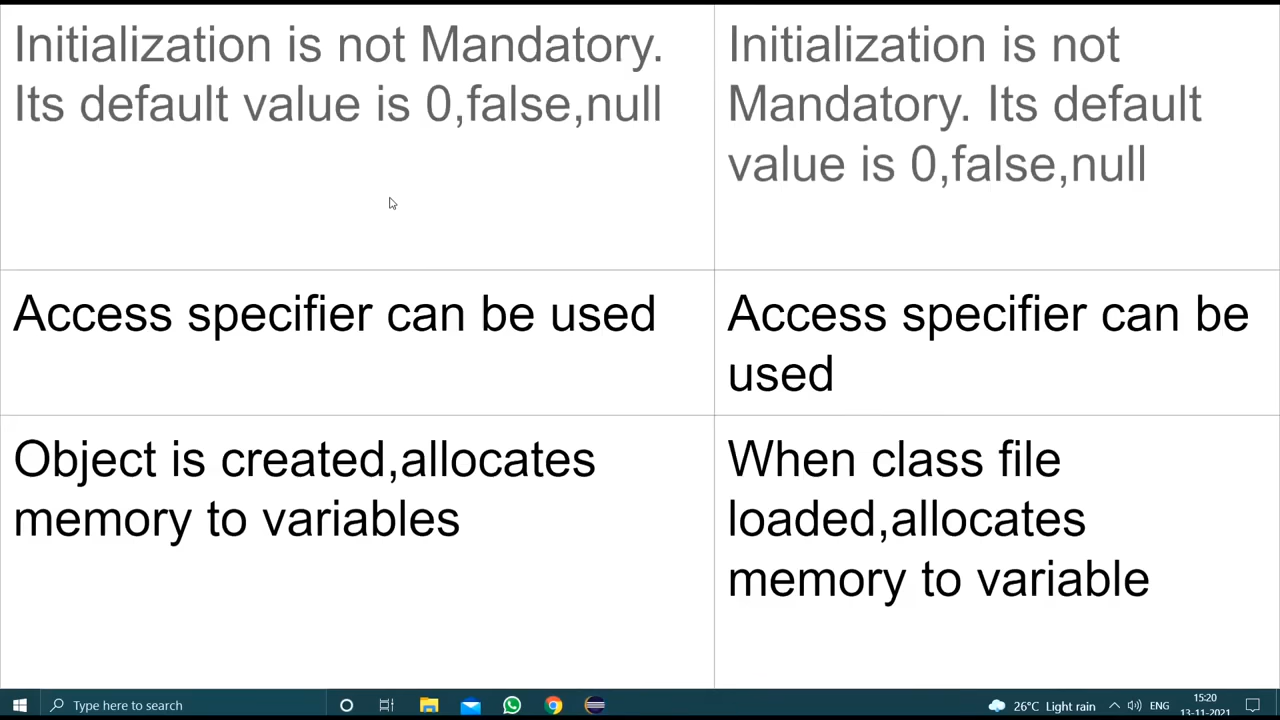 Initialization is not Mandatory.
Its default value is 0,false,null
Initialization is not
Mandatory. Its default
value is 0,false,null
Access specifier can be used
Access specifier can be
used
Object is created,allocates
memory to variables
When class file
loaded,allocates
memory to variable
Type here to search
26°C Light rain
ENG
15:20
13-11-2021